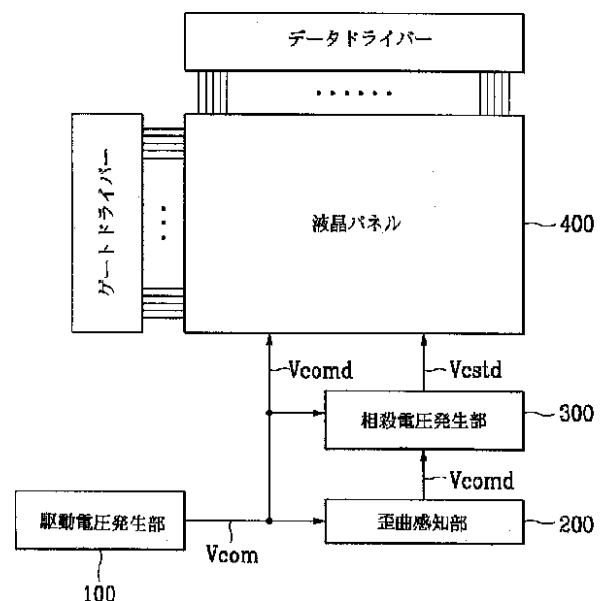 データドライバー
ゲートドライバー
液晶パネル
400
Vcomd
Vcstd
相殺電圧発生部
300
Vcomd
駆動電圧発生部
Vcom
歪曲感知部
200
100